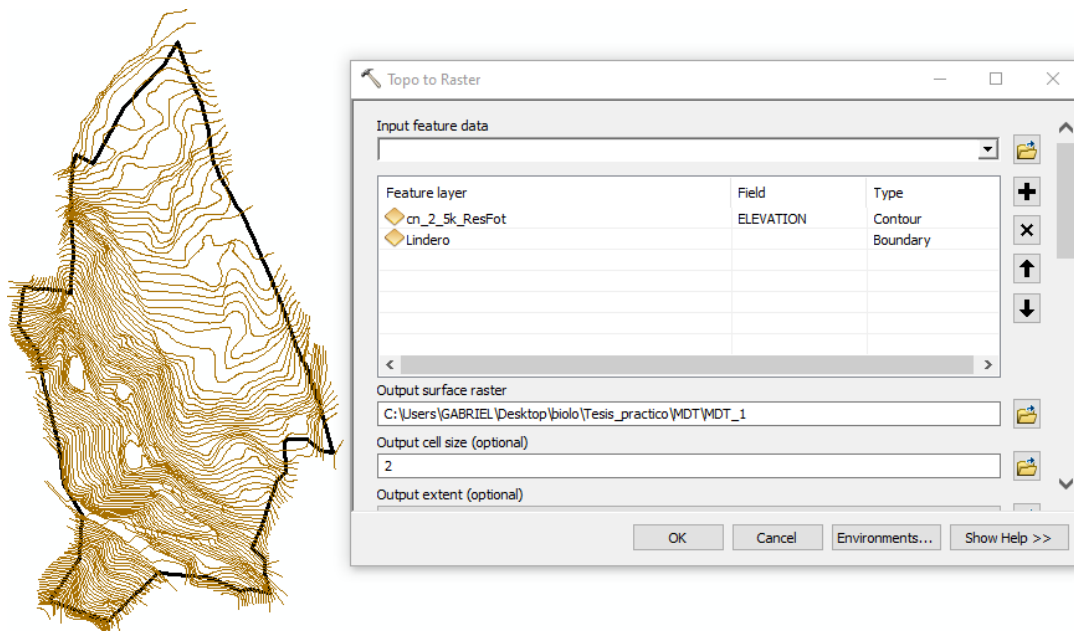 Topo to Raster
Input feature data
Feature layer Field Type
cn_2_5k_ResFot ELEVATION Contour
Lindero Boundary
Output surface raster
C:\Users\GABRIEL\Desktop\biolo\Tesis_practico\MDT\MDT_1
Output cell size (optional)
2
Output extent (optional)
OK Cancel Environments... Show Help >>